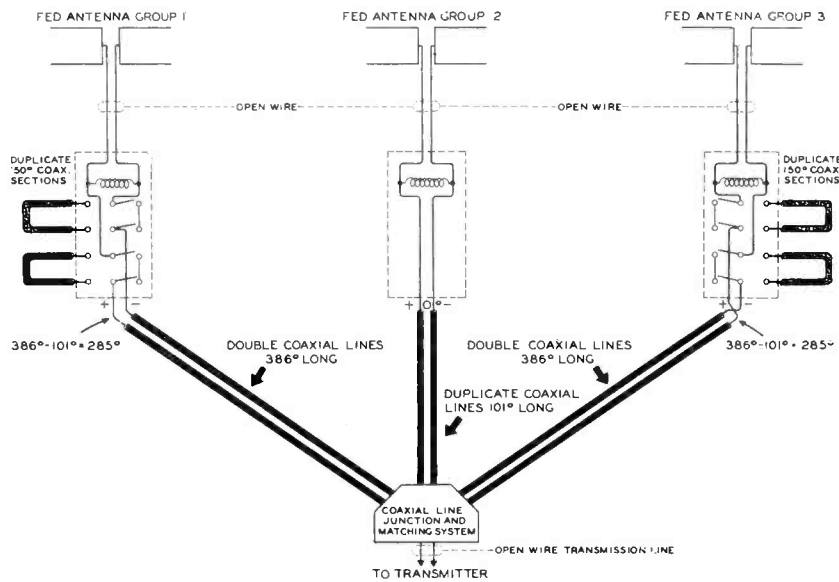 FED ANTENNA GROUP 1
FED ANTENNA GROUP 2
FED ANTENNA GROUP 3
OPEN WIRE
OPEN WIRE
DUPLICATE
150° COAX.
SECTIONS
DUPLICATE
150° COAX
SECTIONS
+ -
+ 0° -
+ -
386°-101°=285°
DOUBLE COAXIAL LINES
386° LONG
DOUBLE COAXIAL LINES
386° LONG
386°-101° = 285°
DUPLICATE COAXIAL
LINES 101° LONG
COAXIAL LINE
JUNCTION AND
MATCHING SYSTEM
OPEN WIRE TRANSMISSION LINE
TO TRANSMITTER